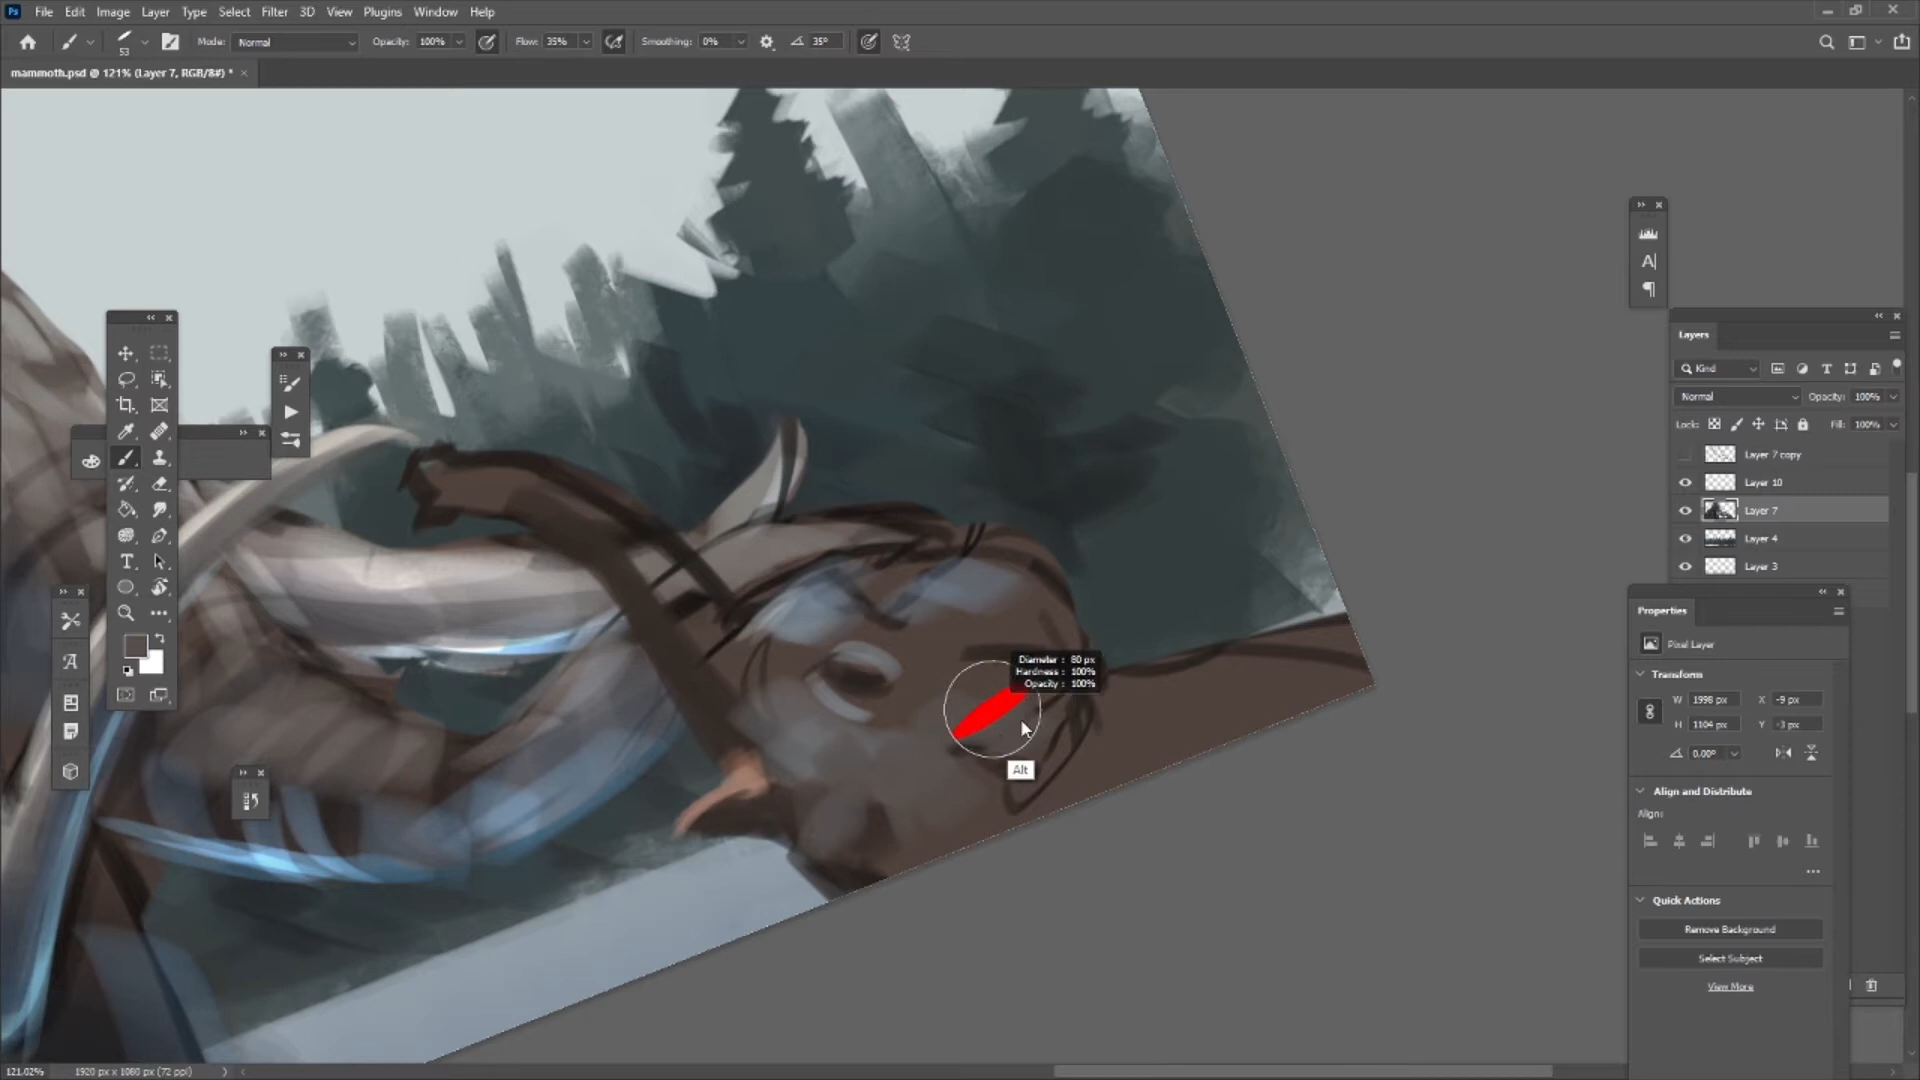 Ps File Edit Image Layer Type Select Filter 3D View Plugins Window Help
53 Mode: Normal Opacity: 100% Flow: 35% Smoothing: 0% 35°
mammoth.psd @ 121% (Layer 7, RGB/8#) *
Layers
Kind
Normal Opacity: 100%
Lock: Fill: 100%
Layer 7 copy
Layer 10
Layer 7
Layer 4
Layer 3
Diameter : 80 px
Hardness : 100%
Opacity : 100%
Alt
Properties
Pixel Layer
Transform
W 1998 px X -9 px
H 1104 px Y -3 px
0.00°
Align and Distribute
Align:
Quick Actions
Remove Background
Select Subject
View More
121.02% 1920 px x 1080 px (72 ppi)